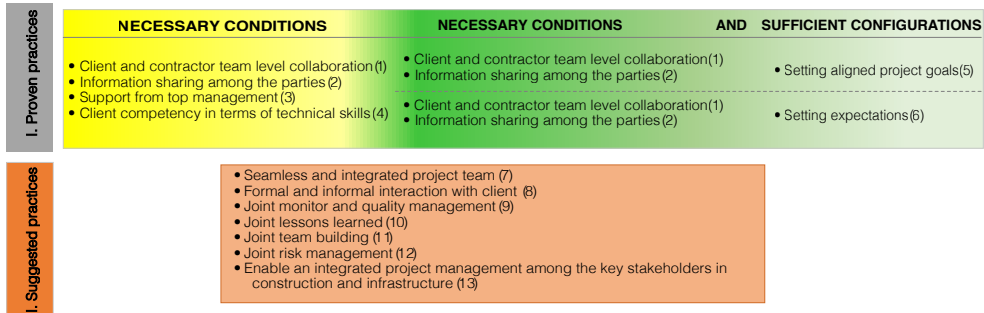 I. Proven practices
NECESSARY CONDITIONS
• Client and contractor team level collaboration(1)
• Information sharing among the parties(2)
• Support from top management(3)
• Client competency in terms of technical skills(4)
NECESSARY CONDITIONS AND SUFFICIENT CONFIGURATIONS
• Client and contractor team level collaboration(1)
• Information sharing among the parties(2)
• Setting aligned project goals(5)
• Client and contractor team level collaboration(1)
• Information sharing among the parties(2)
• Setting expectations(6)
I. Suggested practices
• Seamless and integrated project team (7)
• Formal and informal interaction with client (8)
• Joint monitor and quality management(9)
• Joint lessons learned (10)
• Joint team building (11)
• Joint risk management (12)
• Enable an integrated project management among the key stakeholders in
construction and infrastructure (13)